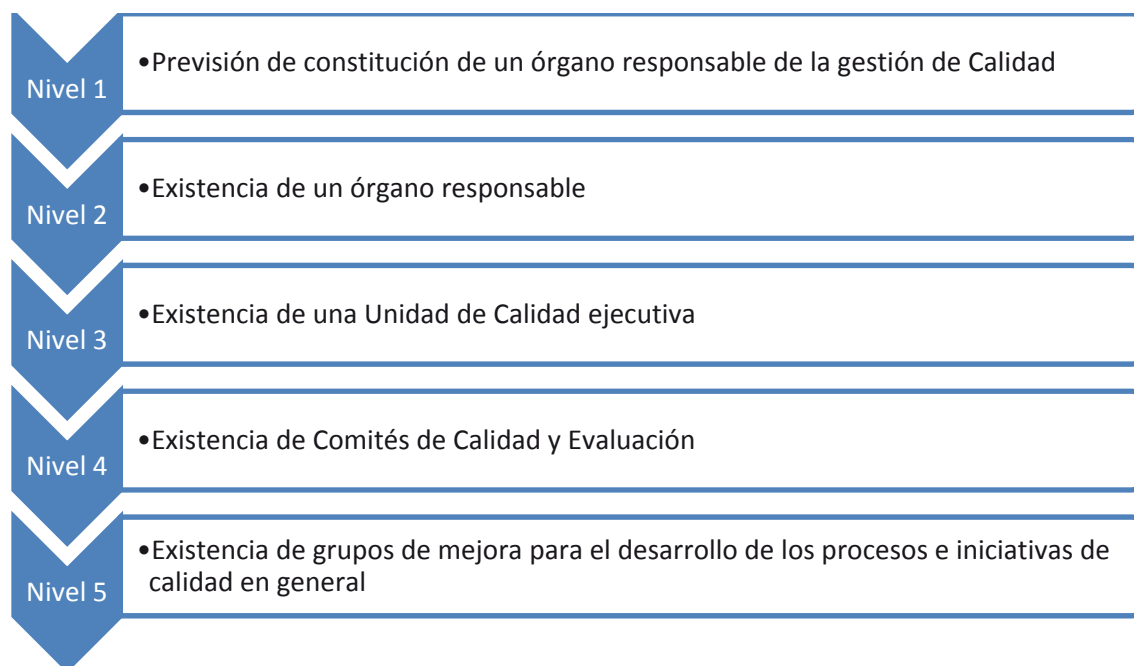 Nivel 1
•Previsión de constitución de un órgano responsable de la gestión de Calidad
Nivel 2
•Existencia de un órgano responsable
Nivel 3
•Existencia de una Unidad de Calidad ejecutiva
Nivel 4
•Existencia de Comités de Calidad y Evaluación
Nivel 5
•Existencia de grupos de mejora para el desarrollo de los procesos e iniciativas de
calidad en general